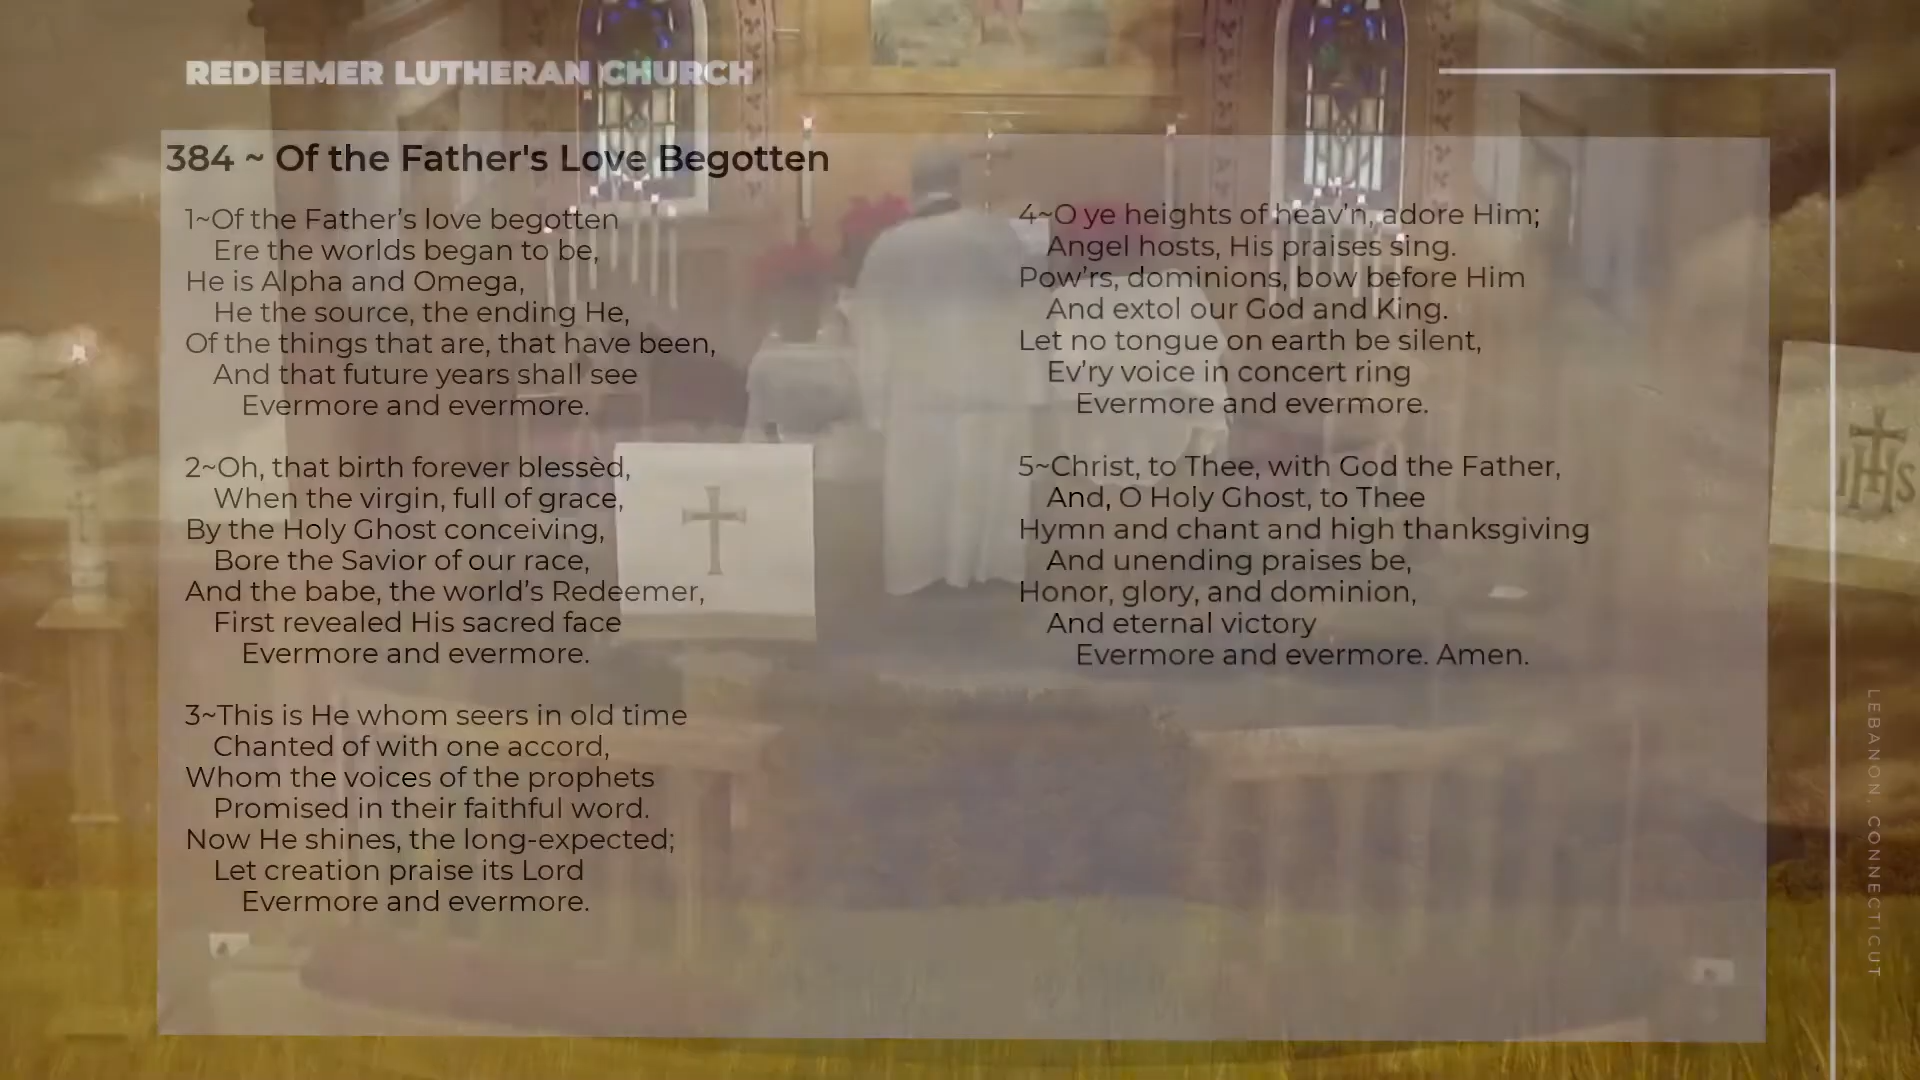 REDEEMER LUTHERAN CHURCH
384 ~ Of the Father's Love Begotten
1~Of the Father’s love begotten
Ere the worlds began to be,
He is Alpha and Omega,
He the source, the ending He,
Of the things that are, that have been,
And that future years shall see
Evermore and evermore.
2~Oh, that birth forever blessèd,
When the virgin, full of grace,
By the Holy Ghost conceiving,
Bore the Savior of our race,
And the babe, the world’s Redeemer,
First revealed His sacred face
Evermore and evermore.
3~This is He whom seers in old time
Chanted of with one accord,
Whom the voices of the prophets
Promised in their faithful word.
Now He shines, the long-expected;
Let creation praise its Lord
Evermore and evermore.
4~O ye heights of heav’n, adore Him;
Angel hosts, His praises sing.
Pow’rs, dominions, bow before Him
And extol our God and King.
Let no tongue on earth be silent,
Ev’ry voice in concert ring
Evermore and evermore.
5~Christ, to Thee, with God the Father,
And, O Holy Ghost, to Thee
Hymn and chant and high thanksgiving
And unending praises be,
Honor, glory, and dominion,
And eternal victory
Evermore and evermore. Amen.
IHS
LEBANON, CONNECTICUT